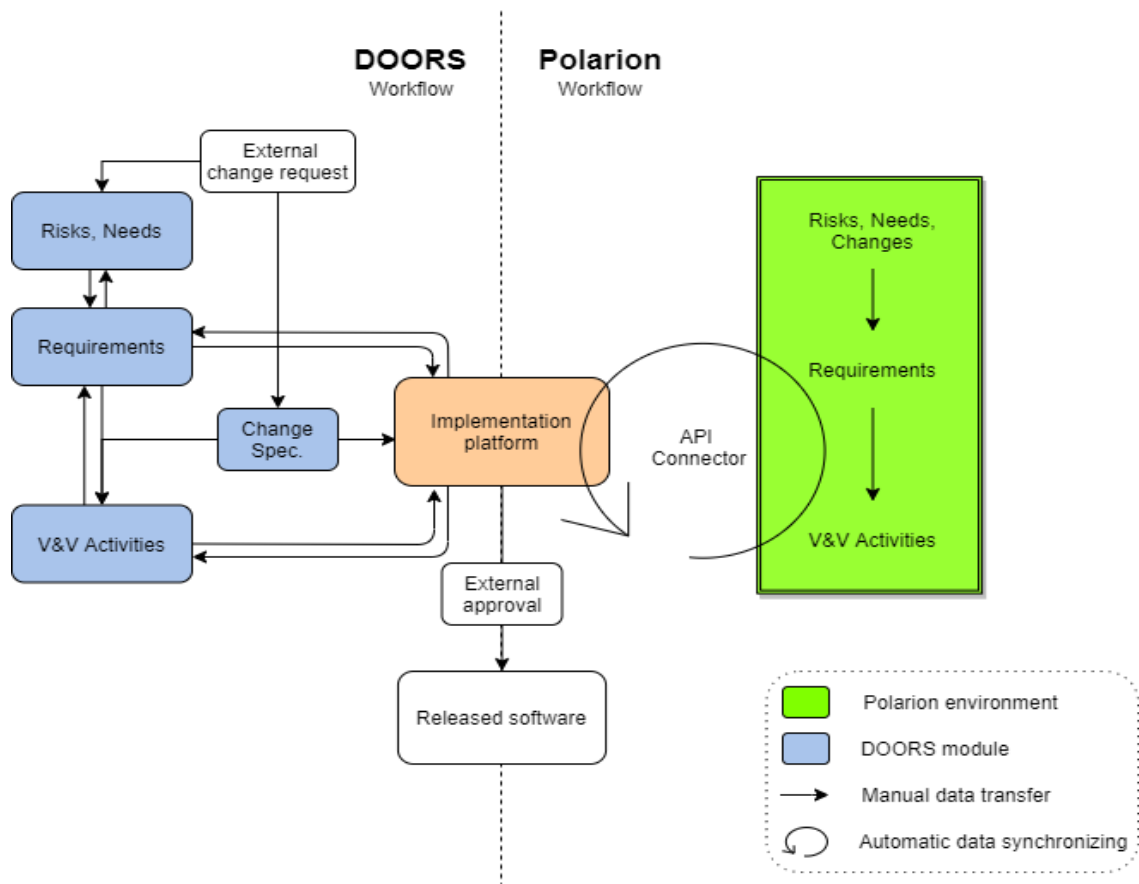 DOORS
Workflow
Polarion
Workflow
External
change request
Risks, Needs
Requirements
Change
Spec.
V&V Activities
Implementation
platform
External
approval
Released software
API
Connector
Risks, Needs,
Changes
Requirements
V&V Activities
Polarion environment
DOORS module
Manual data transfer
Automatic data synchronizing